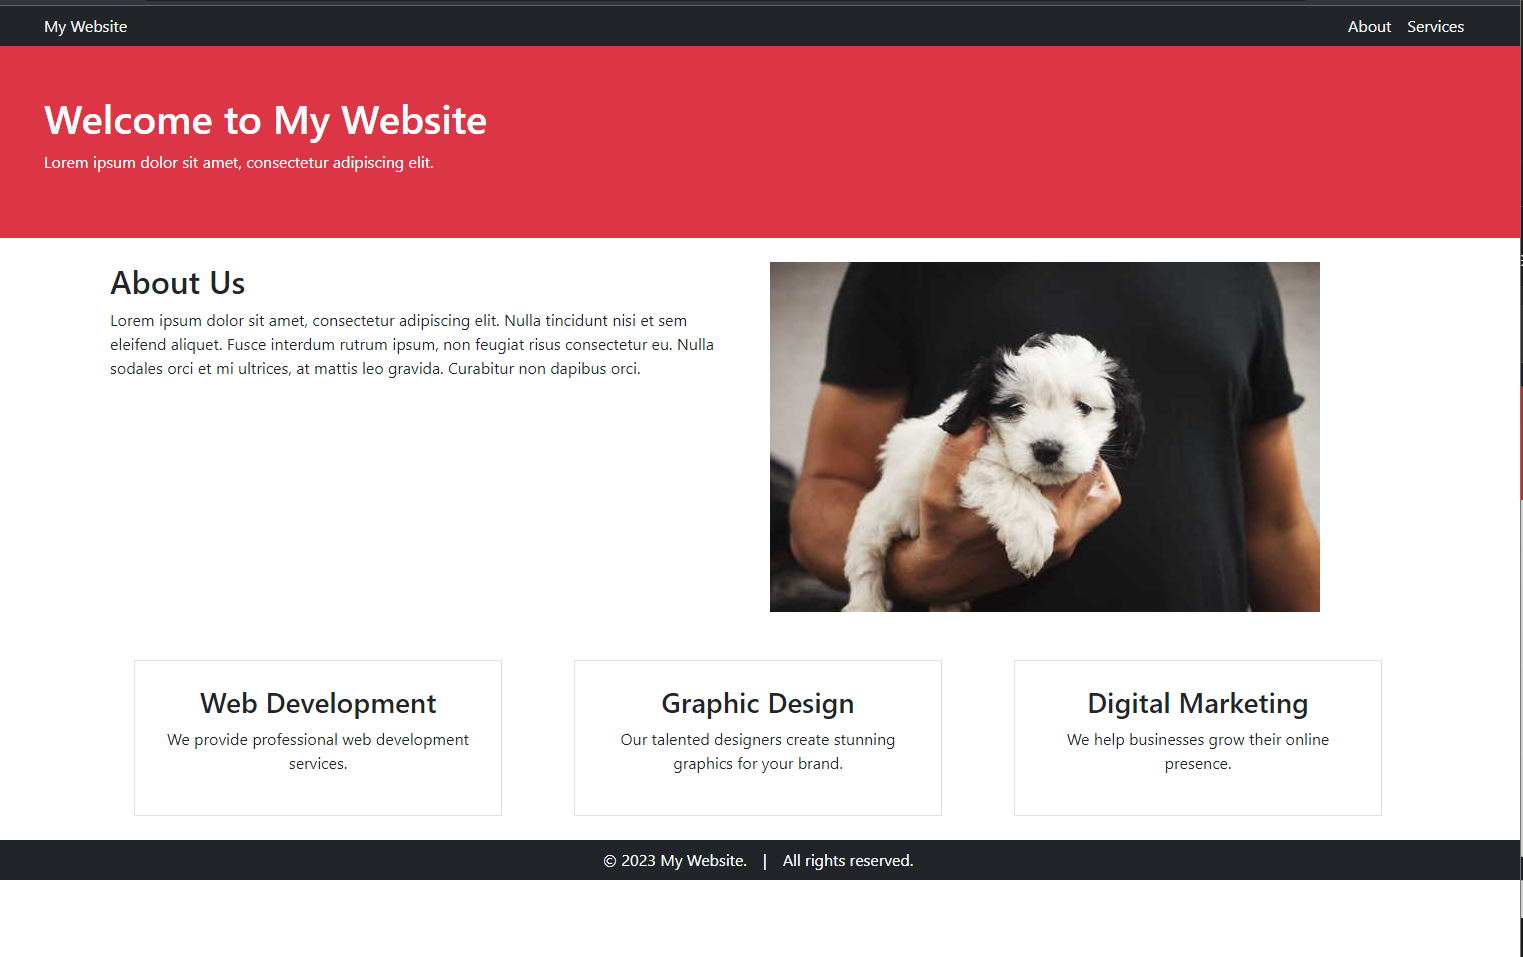 My Website
About Services
Welcome to My Website
Lorem ipsum dolor sit amet, consectetur adipiscing elit.
About Us
Lorem ipsum dolor sit amet, consectetur adipiscing elit. Nulla tincidunt nisi et sem
eleifend aliquet. Fusce interdum rutrum ipsum, non feugiat risus consectetur eu. Nulla
sodales orci et mi ultrices, at mattis leo gravida. Curabitur non dapibus orci.
Web Development
We provide professional web development
services.
Graphic Design
Our talented designers create stunning
graphics for your brand.
Digital Marketing
We help businesses grow their online
presence.
© 2023 My Website. | All rights reserved.